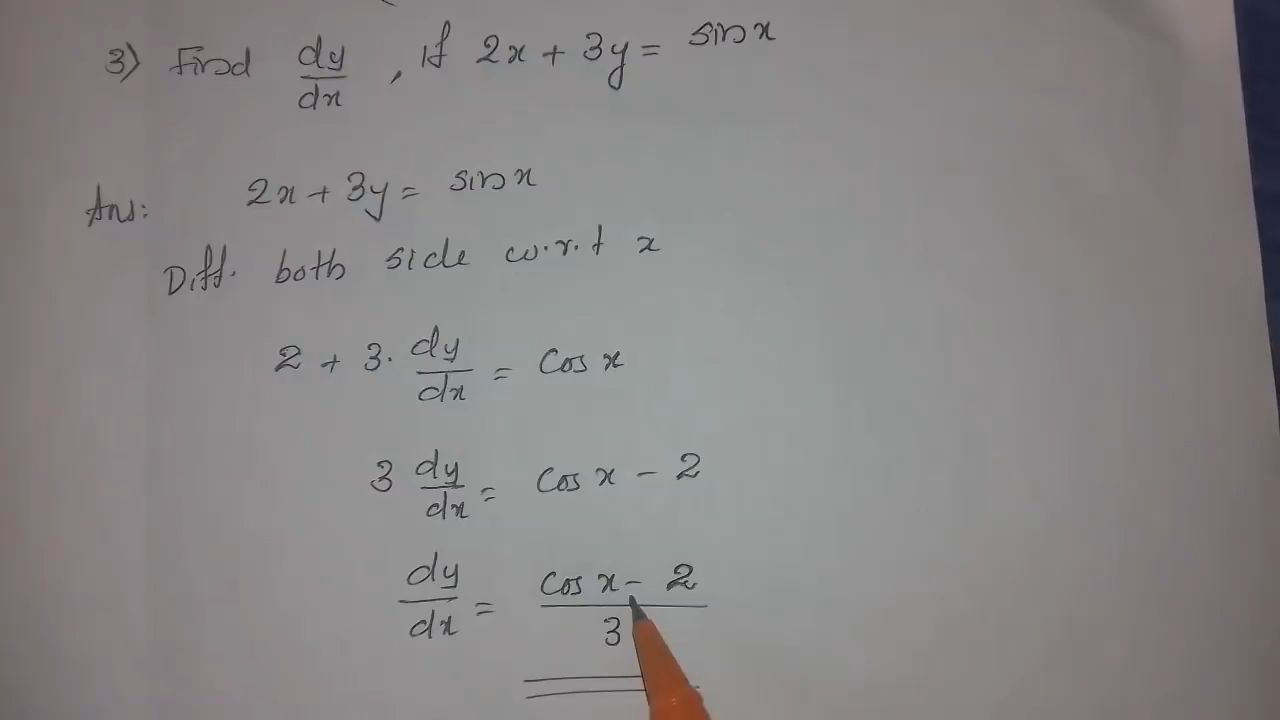 3) Find dy/dx, if 2x + 3y = sin x
Ans: 2x + 3y = sin x
Diff. both side w.r.t x
2 + 3. dy/dx = Cos x
3 dy/dx = Cos x - 2
dy/dx = Cos x - 2 / 3